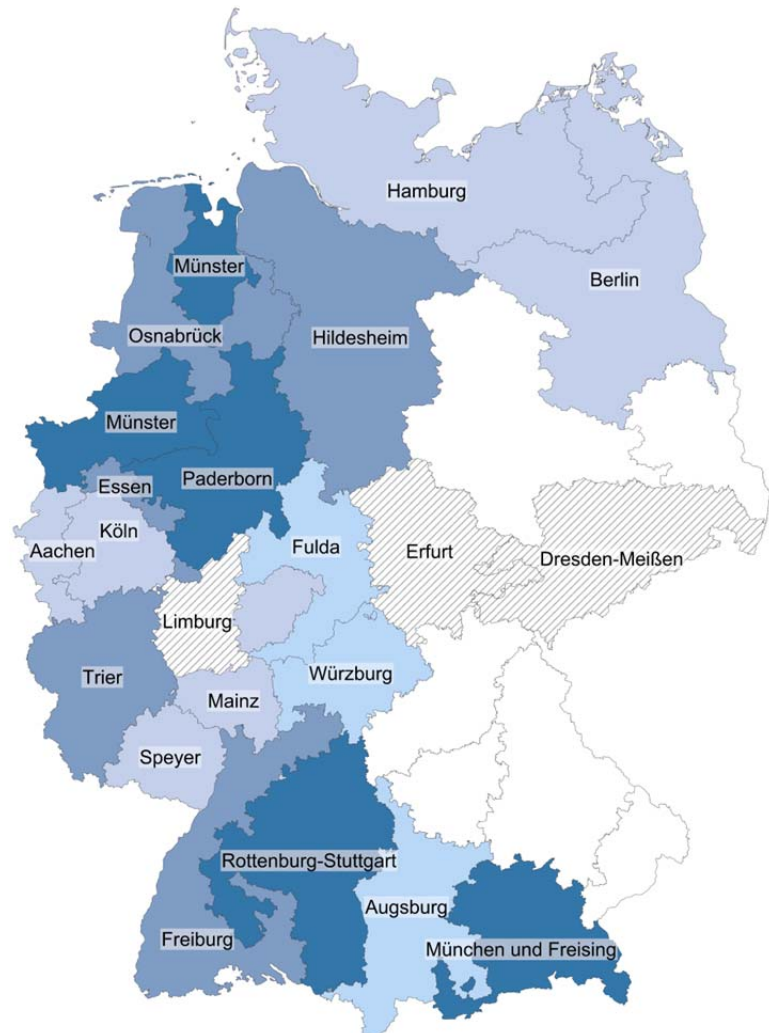 Hamburg
Münster
Berlin
Osnabrück
Hildesheim
Münster
Paderborn
Essen
Köln
Aachen
Fulda
Erfurt
Dresden-Meißen
Limburg
Trier
Würzburg
Mainz
Speyer
Rottenburg-Stuttgart
Augsburg
Freiburg
München und Freising